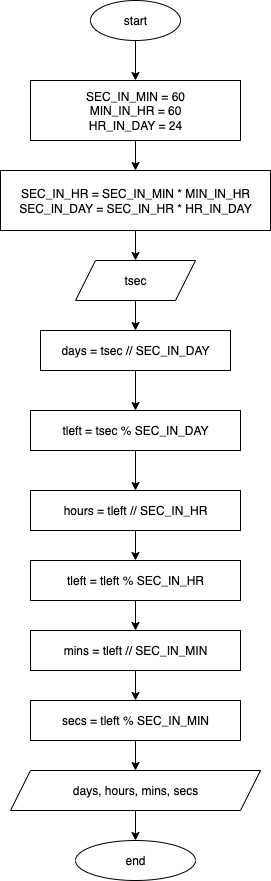 start
SEC_IN_MIN = 60
MIN_IN_HR = 60
HR_IN_DAY = 24
SEC_IN_HR = SEC_IN_MIN * MIN_IN_HR
SEC_IN_DAY = SEC_IN_HR * HR_IN_DAY
tsec
days = tsec // SEC_IN_DAY
tleft = tsec % SEC_IN_DAY
hours = tleft // SEC_IN_HR
tleft = tleft % SEC_IN_HR
mins = tleft // SEC_IN_MIN
secs = tleft % SEC_IN_MIN
days, hours, mins, secs
end